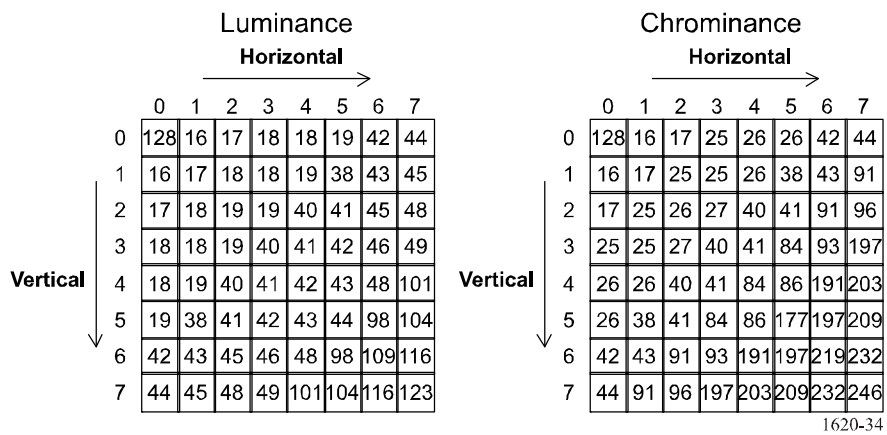 Luminance Chrominance
Horizontal Horizontal
0 1 2 3 4 5 6 7 0 1 2 3 4 5 6 7
0 128 16 17 18 18 19 42 44 0 128 16 17 25 26 26 42 44
1 16 17 18 18 19 38 43 45 1 16 17 25 25 26 38 43 91
2 17 18 19 19 40 41 45 48 2 17 25 26 27 40 41 91 96
3 18 18 19 40 41 42 46 49 3 25 25 27 40 41 84 93 197
Vertical 4 18 19 40 41 42 43 48 101 Vertical 4 26 26 40 41 84 86 191 203
5 19 38 41 42 43 44 98 104 5 26 38 41 84 86 177 197 209
6 42 43 45 46 48 98 109 116 6 42 43 91 93 191 197 219 232
7 44 45 48 49 101 104 116 123 7 44 91 96 197 203 209 232 246
1620-34